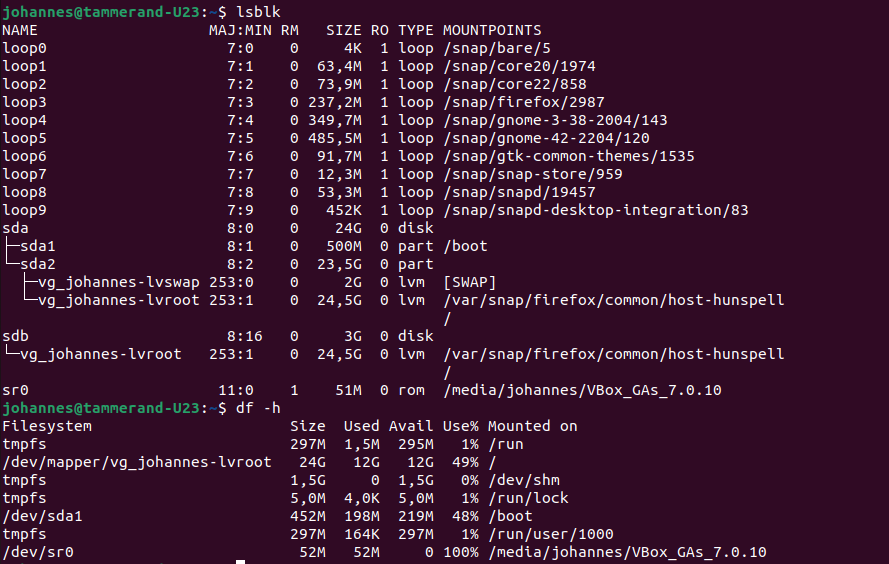 johannes@tammerand-U23:~$ lsblk
NAME                   MAJ:MIN RM   SIZE RO TYPE MOUNTPOINTS
loop0                    7:0    0     4K  1 loop /snap/bare/5
loop1                    7:1    0  63,4M  1 loop /snap/core20/1974
loop2                    7:2    0  73,9M  1 loop /snap/core22/858
loop3                    7:3    0 237,2M  1 loop /snap/firefox/2987
loop4                    7:4    0 349,7M  1 loop /snap/gnome-3-38-2004/143
loop5                    7:5    0 485,5M  1 loop /snap/gnome-42-2204/120
loop6                    7:6    0  91,7M  1 loop /snap/gtk-common-themes/1535
loop7                    7:7    0  12,3M  1 loop /snap/snap-store/959
loop8                    7:8    0  53,3M  1 loop /snap/snapd/19457
loop9                    7:9    0   452K  1 loop /snap/snapd-desktop-integration/83
sda                      8:0    0    24G  0 disk
├─sda1                   8:1    0   500M  0 part /boot
└─sda2                   8:2    0  23,5G  0 part
  ├─vg_johannes-lvswap 253:0    0     2G  0 lvm  [SWAP]
  └─vg_johannes-lvroot 253:1    0  24,5G  0 lvm  /var/snap/firefox/common/host-hunspell
                                                 /
sdb                      8:16   0     3G  0 disk
└─vg_johannes-lvroot   253:1    0  24,5G  0 lvm  /var/snap/firefox/common/host-hunspell
                                                 /
sr0                     11:0    1    51M  0 rom  /media/johannes/VBox_GAs_7.0.10
johannes@tammerand-U23:~$ df -h
Filesystem                      Size  Used Avail Use% Mounted on
tmpfs                           297M  1,5M  295M   1% /run
/dev/mapper/vg_johannes-lvroot   24G   12G   12G  49% /
tmpfs                           1,5G     0  1,5G   0% /dev/shm
tmpfs                           5,0M  4,0K  5,0M   1% /run/lock
/dev/sda1                       452M  198M  219M  48% /boot
tmpfs                           297M  164K  297M   1% /run/user/1000
/dev/sr0                         52M   52M     0 100% /media/johannes/VBox_GAs_7.0.10